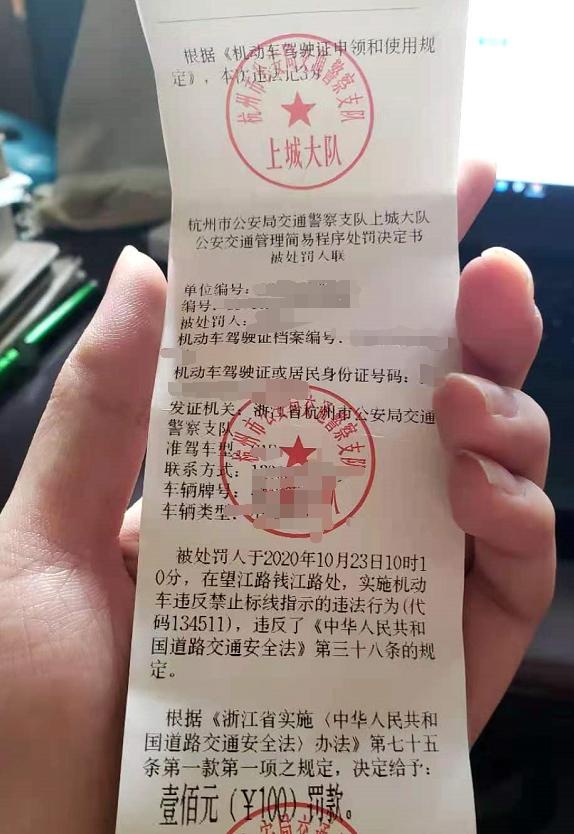 根据《机动车驾驶证申领和使用规
定》,本次违法记3分
杭州市公安局交通警察支队
上城大队
杭州市公安局交通警察支队上城大队
公安交通管理简易程序处罚决定书
被处罚人联
单位编号:
编号:
被处罚人:
机动车驾驶证档案编号:
机动车驾驶证或居民身份证号码:
发证机关:浙江省杭州市公安局交通
警察支队
准驾车型:
联系方式:
车辆牌号:
车辆类型:
杭州市公安局交通警察支队
被处罚人于2020年10月23日10时1
0分，在望江路钱江路处，实施机动
车违反禁止标线指示的违法行为(代
码134511)，违反了《中华人民共和
国道路交通安全法》第三十八条的规
定。
根据《浙江省实施〈中华人民共和
国道路交通安全法〉办法》第七十五
条第一款第一项之规定，决定给予:
壹佰元（¥100）罚款。